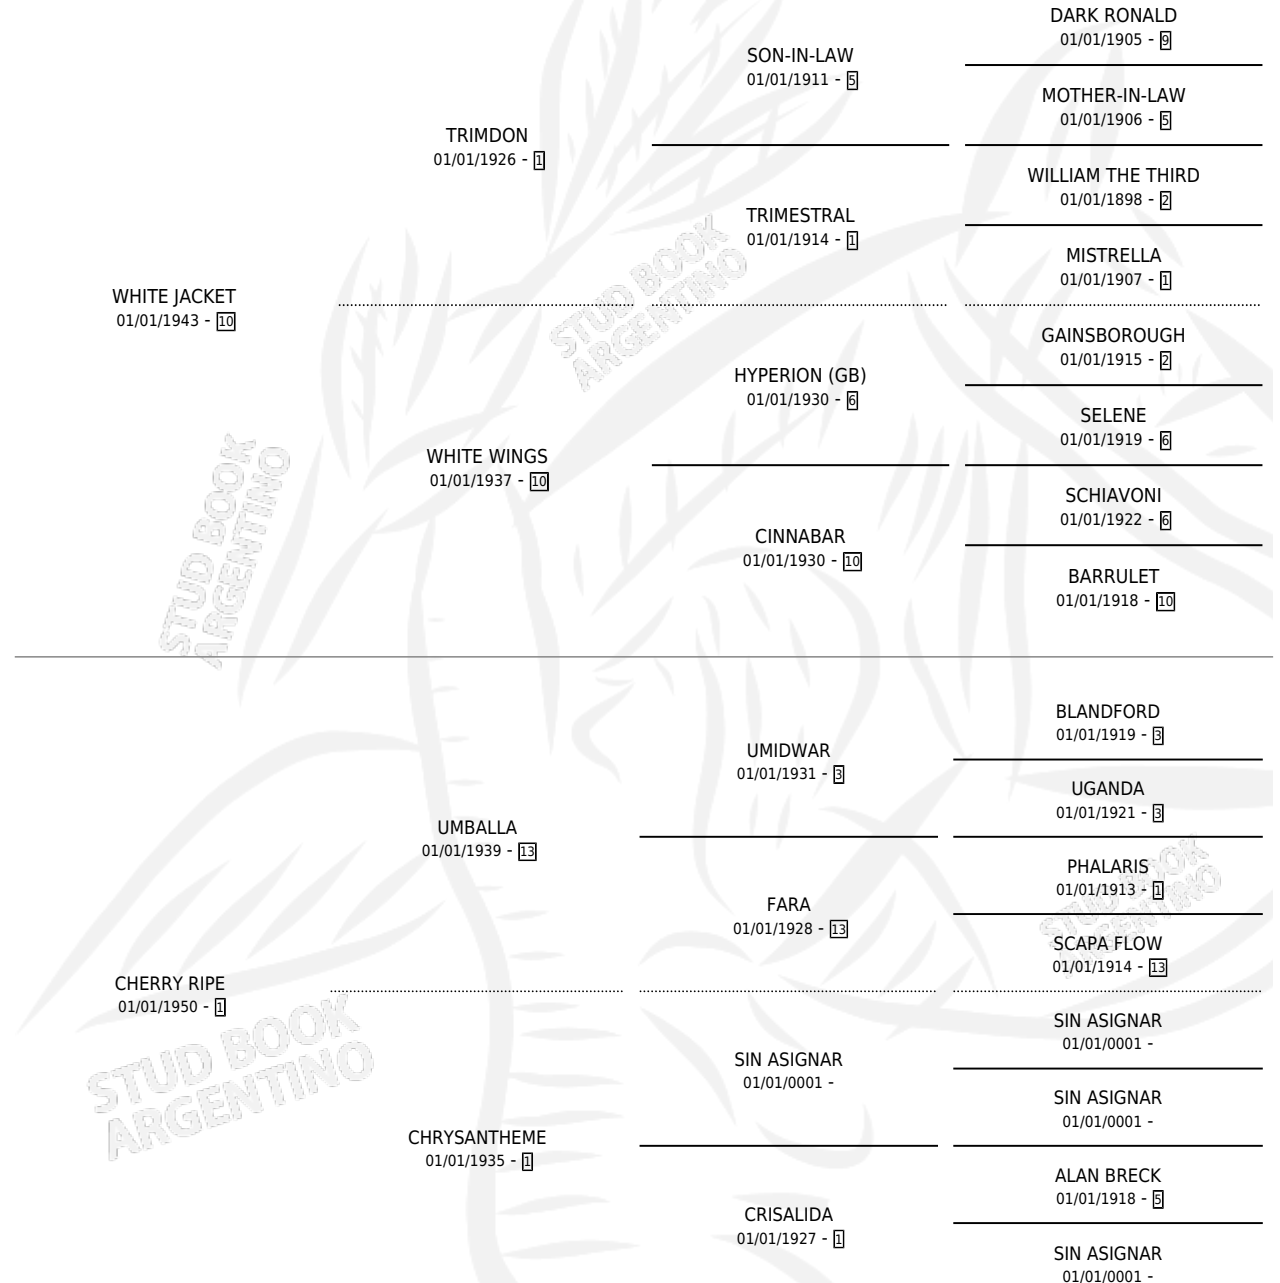 DARK RONALD
01/01/1905 - 9
SON-IN-LAW
01/01/1911 - 5
MOTHER-IN-LAW
01/01/1906 - 5
TRIMDON
01/01/1926 - 1
WILLIAM THE THIRD
01/01/1898 - 2
TRIMESTRAL
01/01/1914 - 1
MISTRELLA
01/01/1907 - 1
WHITE JACKET
01/01/1943 - 10
GAINSBOROUGH
01/01/1915 - 2
HYPERION (GB)
01/01/1930 - 6
SELENE
01/01/1919 - 6
WHITE WINGS
01/01/1937 - 10
SCHIAVONI
01/01/1922 - 6
CINNABAR
01/01/1930 - 10
BARRULET
01/01/1918 - 10
STUD BOOK
ARGENTINO
STUD BOOK
ARGENTINO
BLANDFORD
01/01/1919 - 3
UMIDWAR
01/01/1931 - 3
UGANDA
01/01/1921 - 3
UMBALLA
01/01/1939 - 13
PHALARIS
01/01/1913 - 1
FARA
01/01/1928 - 13
SCAPA FLOW
01/01/1914 - 13
CHERRY RIPE
01/01/1950 - 1
SIN ASIGNAR
01/01/0001 -
SIN ASIGNAR
01/01/0001 -
SIN ASIGNAR
01/01/0001 -
CHRYSANTHEME
01/01/1935 - 1
ALAN BRECK
01/01/1918 - 5
CRISALIDA
01/01/1927 - 1
SIN ASIGNAR
01/01/0001 -
STUD BOOK
ARGENTINO
STUD BOOK
ARGENTINO